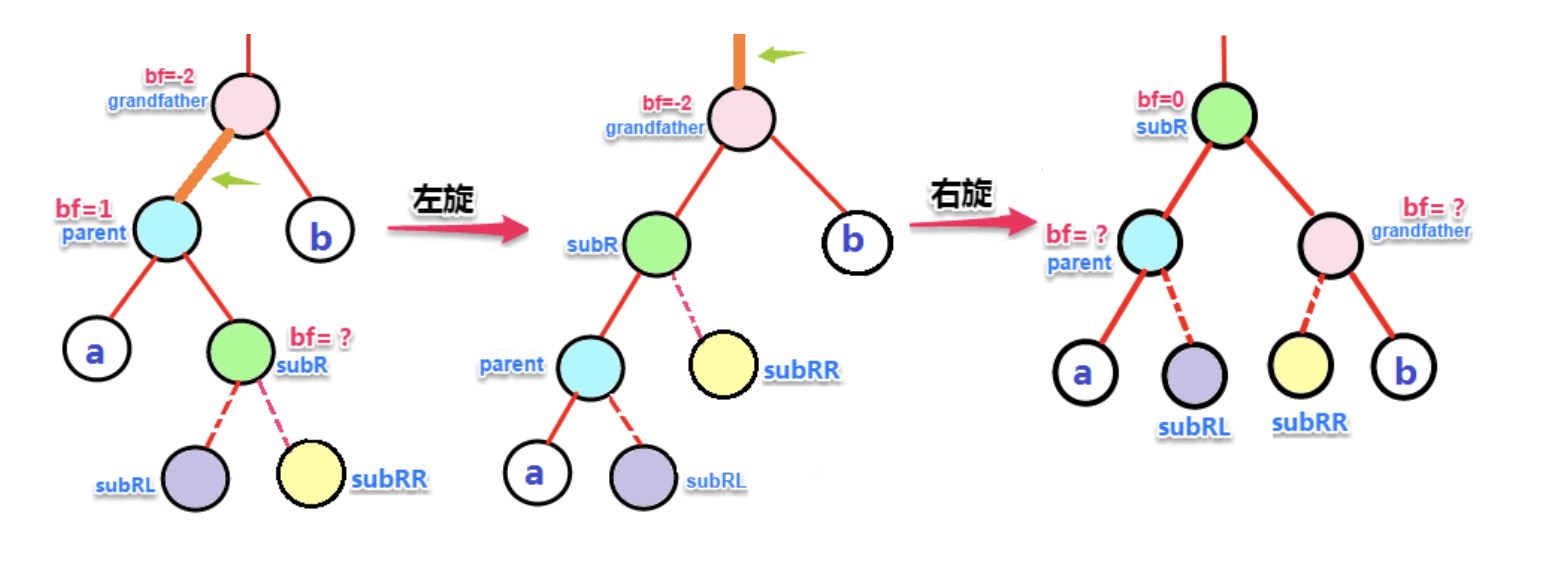 bf=-2
grandfather
bf=1
parent
b
a
bf= ?
subR
subRL
subRR
左旋
bf=-2
grandfather
subR
b
parent
subRR
a
subRL
右旋
bf=0
subR
bf= ?
parent
bf= ?
grandfather
a
subRL
subRR
b